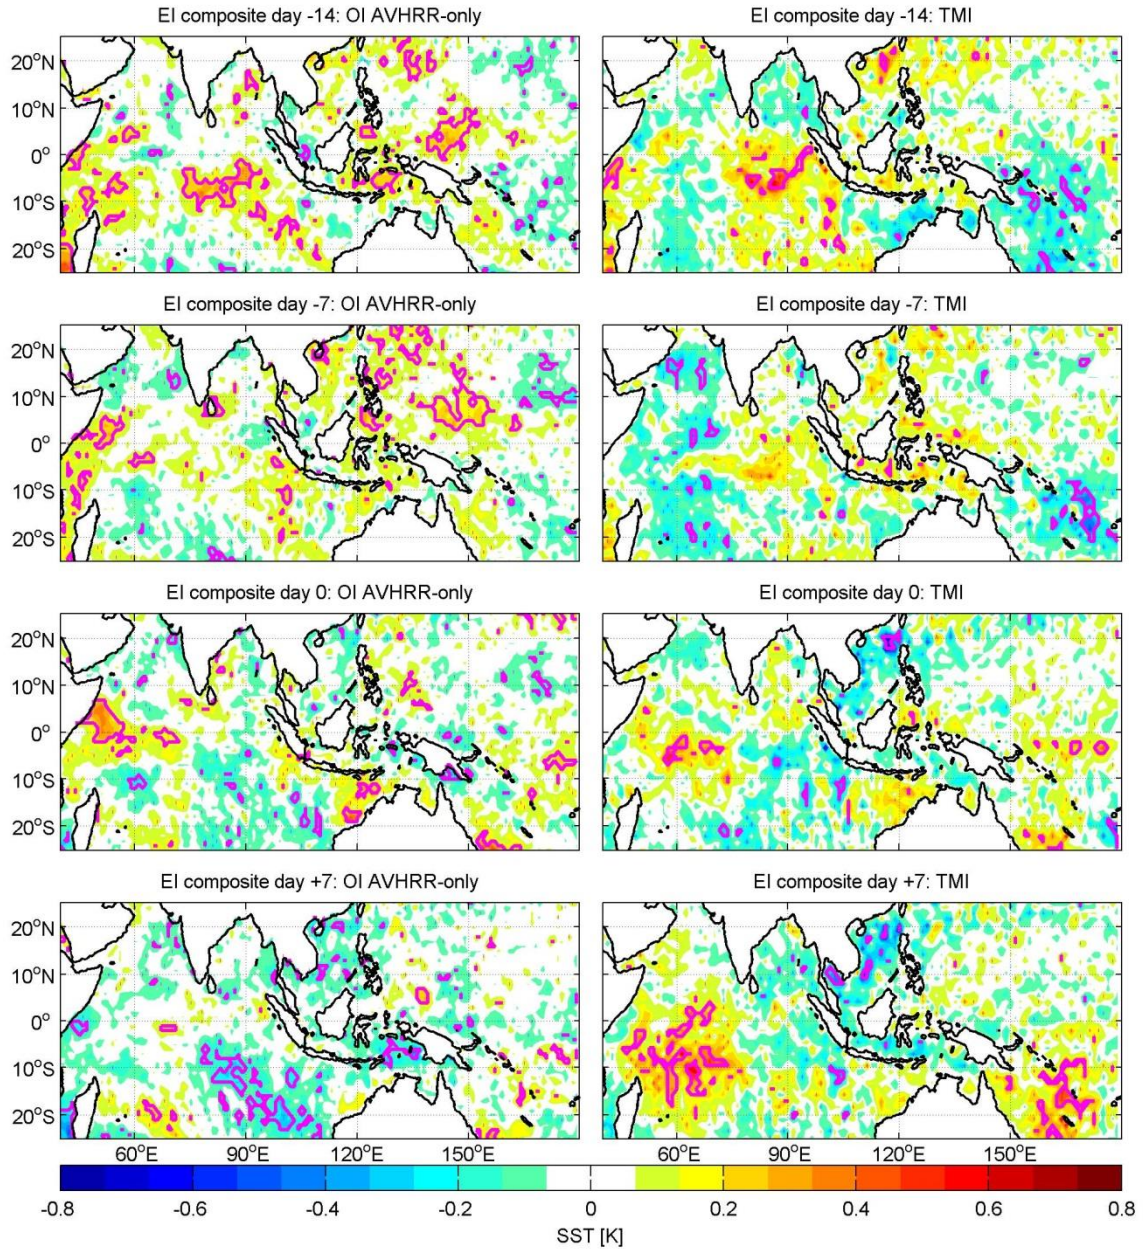 EI composite day -14: OI AVHRR-only
EI composite day -14: TMI
20°N
10°N
0°
10°S
20°S
EI composite day -7: OI AVHRR-only
EI composite day -7: TMI
20°N
10°N
0°
10°S
20°S
EI composite day 0: OI AVHRR-only
EI composite day 0: TMI
20°N
10°N
0°
10°S
20°S
EI composite day +7: OI AVHRR-only
EI composite day +7: TMI
20°N
10°N
0°
10°S
20°S
60°E 90°E 120°E 150°E 60°E 90°E 120°E 150°E
-0.8 -0.6 -0.4 -0.2 0 0.2 0.4 0.6 0.8
SST [K]